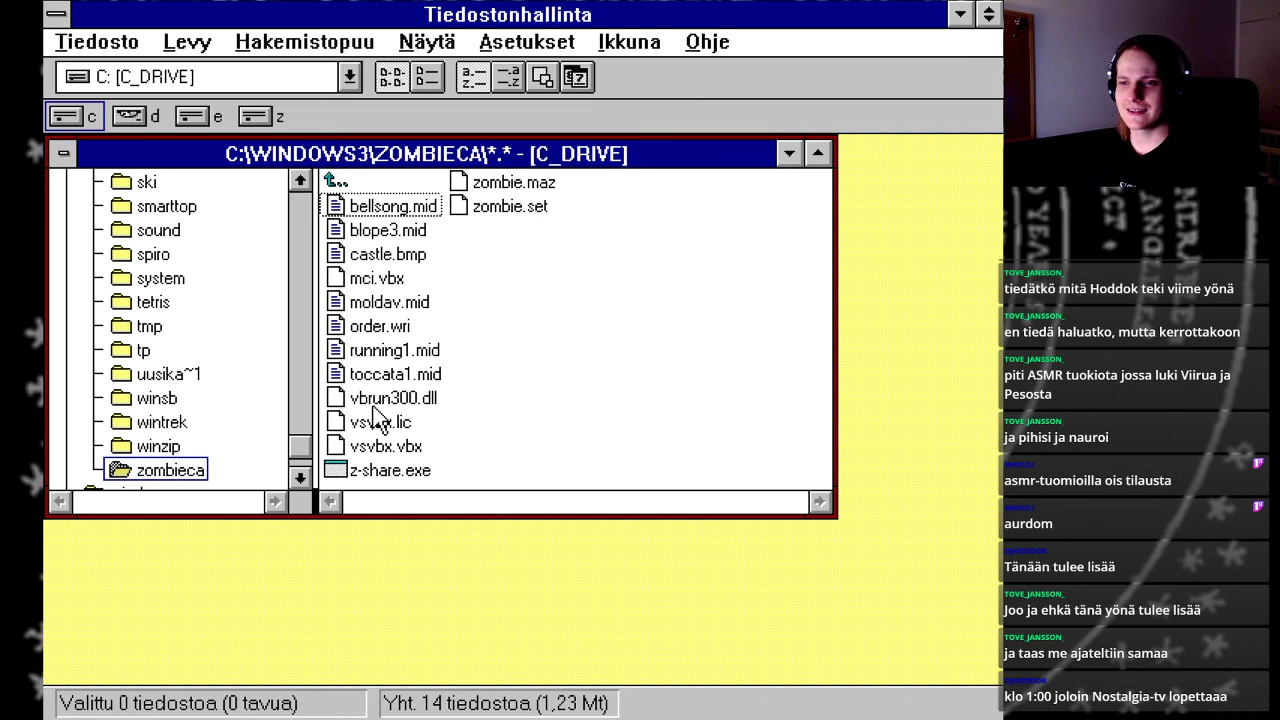 Tiedostonhallinta
Tiedosto Levy Hakemistopuu Näytä Asetukset Ikkuna Ohje
C: [C_DRIVE]
c d e z
C:\WINDOWS3\ZOMBIECA\*.* - [C_DRIVE]
ski
smarttop
sound
spiro
system
tetris
tmp
tp
uusika~1
winsb
wintrek
winzip
zombieca
bellsong.mid
blope3.mid
castle.bmp
mci.vbx
moldav.mid
order.wri
running1.mid
toccata1.mid
vbrun300.dll
vsvbx.lic
vsvbx.vbx
z-share.exe
zombie.maz
zombie.set
Valittu 0 tiedostoa (0 tavua)
Yht. 14 tiedostoa (1,23 Mt)
TOVE_JANSSON_
tiedätkö mitä Hoddok teki viime yönä
TOVE_JANSSON_
en tiedä haluatko, mutta kerrottakoon
TOVE_JANSSON_
piti ASMR tuokiota jossa luki Viirua ja
Pesosta
ja pihisi ja nauroi
asmr-tuomioilla ois tilausta
aurdom
Tänään tulee lisää
TOVE_JANSSON_
Joo ja ehkä tänä yönä tulee lisää
TOVE_JANSSON_
ja taas me ajateltiin samaa
klo 1:00 joloin Nostalgia-tv lopettaaa